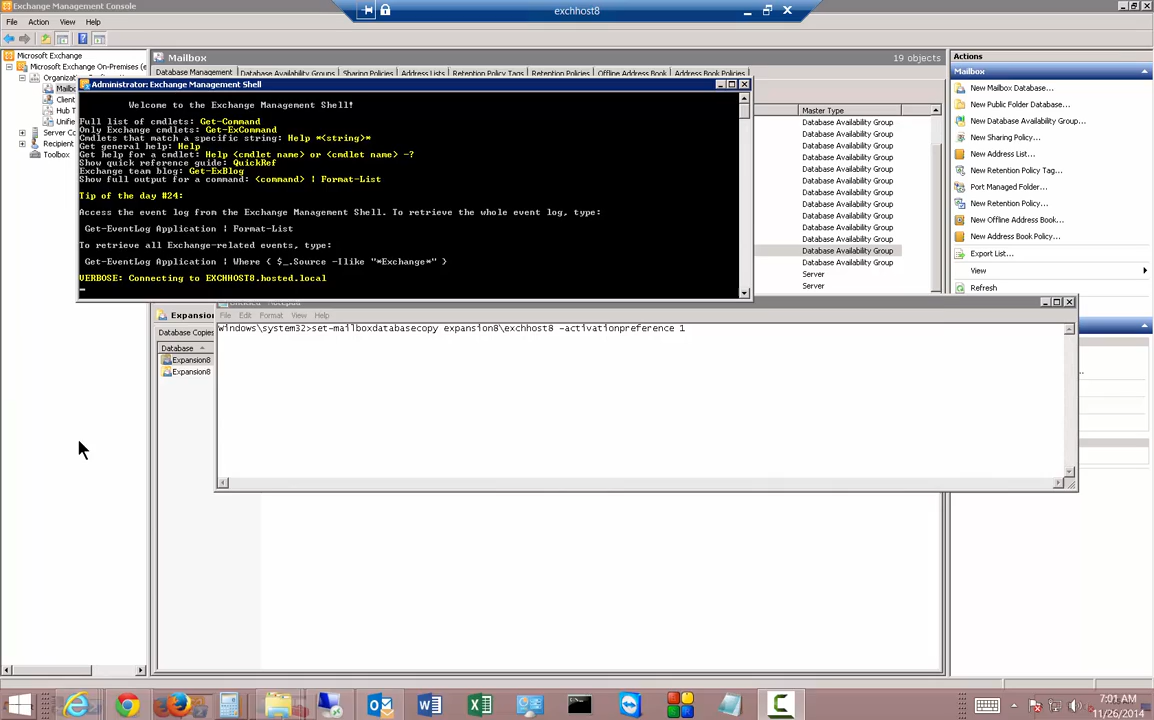 Exchange Management Console
exchhost8
File Action View Help
Microsoft Exchange
Microsoft Exchange On-Premises (e
Organiz
Mailbo
Client
Hub T
Unifie
Server Co
Recipient
Toolbox
Mailbox
19 objects
Database Management Database Availability Groups Sharing Policies Address Lists Retention Policy Tags Retention Policies Offline Address Book Address Book Policies
Master Type
Database Availability Group
Database Availability Group
Database Availability Group
Database Availability Group
Database Availability Group
Database Availability Group
Database Availability Group
Database Availability Group
Database Availability Group
Database Availability Group
Database Availability Group
Database Availability Group
Server
Server
Administrator: Exchange Management Shell
Welcome to the Exchange Management Shell!
Full list of cmdlets: Get-Command
Only Exchange cmdlets: Get-ExCommand
Cmdlets that match a specific string: Help *<string>*
Get general help: Help
Get help for a cmdlet: Help <cmdlet name> or <cmdlet name> -?
Show quick reference guide: QuickRef
Exchange team blog: Get-ExBlog
Show full output for a command: <command> | Format-List
Tip of the day #24:
Access the event log from the Exchange Management Shell. To retrieve the whole event log, type:
Get-EventLog Application | Format-List
To retrieve all Exchange-related events, type:
Get-EventLog Application | Where { $_.Source -Ilike "*Exchange*" }
VERBOSE: Connecting to EXCHHOST8.hosted.local
Untitled - Notepad
File Edit Format View Help
windows\system32>set-mailboxdatabasecopy expansion8\exchhost8 -activationpreference 1
Expansion
Database Copies
Database
Expansion8
Expansion8
Actions
Mailbox
New Mailbox Database...
New Public Folder Database...
New Database Availability Group...
New Sharing Policy...
New Address List...
New Retention Policy Tag...
Port Managed Folder...
New Retention Policy...
New Offline Address Book...
New Address Book Policy...
Export List...
View
Refresh
7:01 AM
11/26/2014